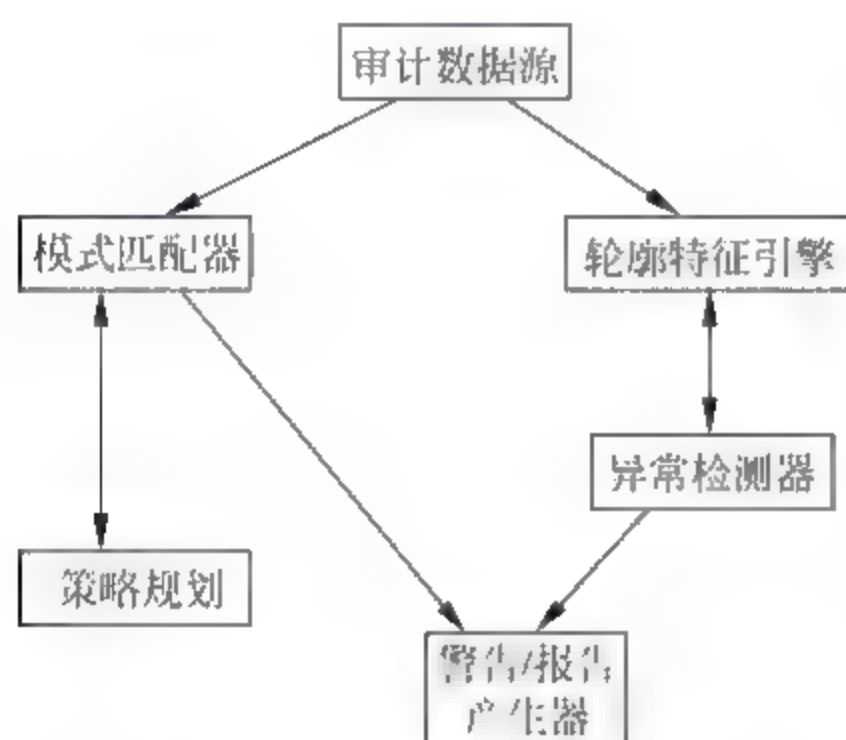 审计数据源
模式匹配器
轮廓特征引擎
异常检测器
策略规划
警告/报告
产生器